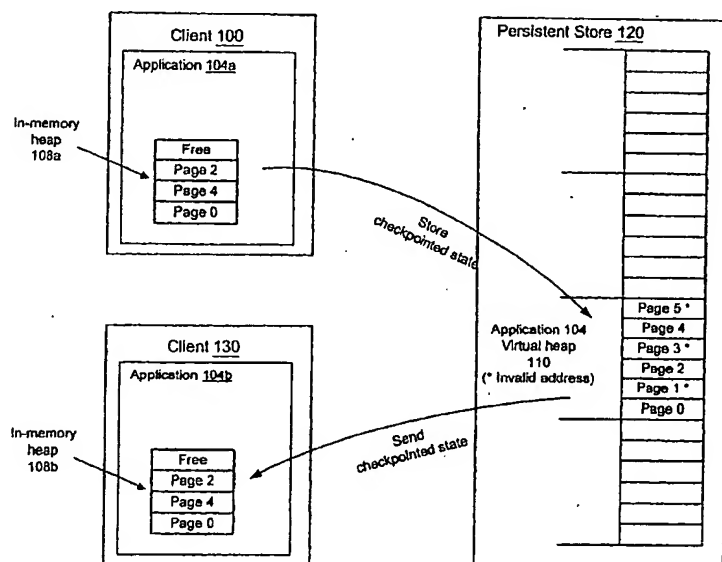 Client 100
Application 104a
In-memory
heap
108a
Free
Page 2
Page 4
Page 0
Store
checkpointed state
Persistent Store 120
Page 5 *
Page 4
Page 3 *
Page 2
Page 1 *
Page 0
Application 104
Virtual heap
110
(* Invalid address)
Send
checkpointed state
Client 130
Application 104b
In-memory
heap
108b
Free
Page 2
Page 4
Page 0